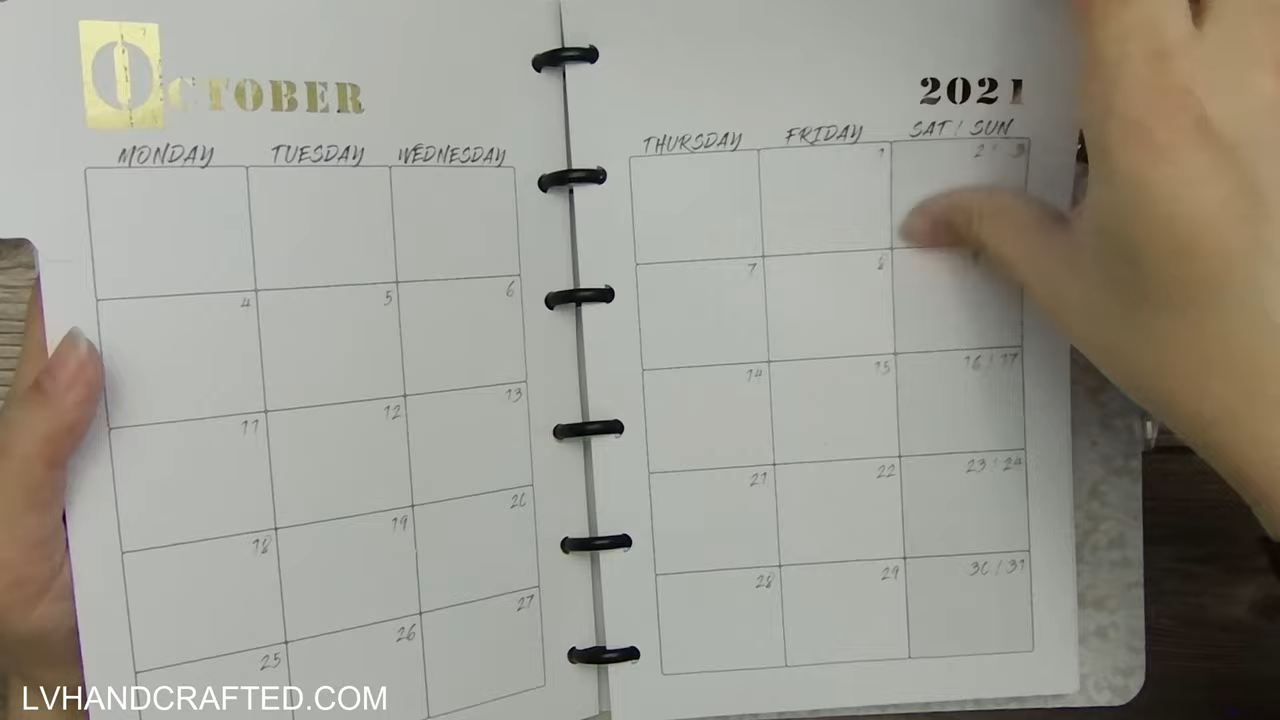 OCTOBER
2021
MONDAY TUESDAY WEDNESDAY THURSDAY FRIDAY SAT / SUN
1 2 / 3
4 5 6 7 8
11 12 13 14 15 16 / 17
18 19 20 21 22 23 / 24
25 26 27 28 29 30 / 31
LVHANDCRAFTED.COM